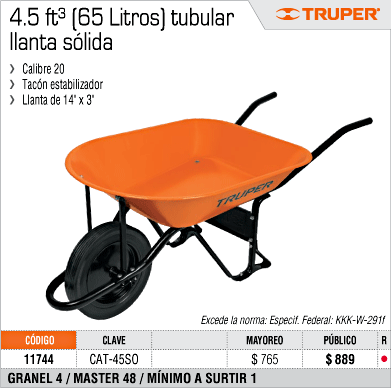 4.5 ft³ (65 Litros) tubular
llanta sólida
TRUPER®
› Calibre 20
› Tacón estabilizador
› Llanta de 14" x 3"
TRUPER
Excede la norma: Especif. Federal: KKK-W-291f
CÓDIGO CLAVE MAYOREO PÚBLICO R
11744 CAT-45SO $ 765 $ 889 ●
GRANEL 4 / MASTER 48 / MÍNIMO A SURTIR 1